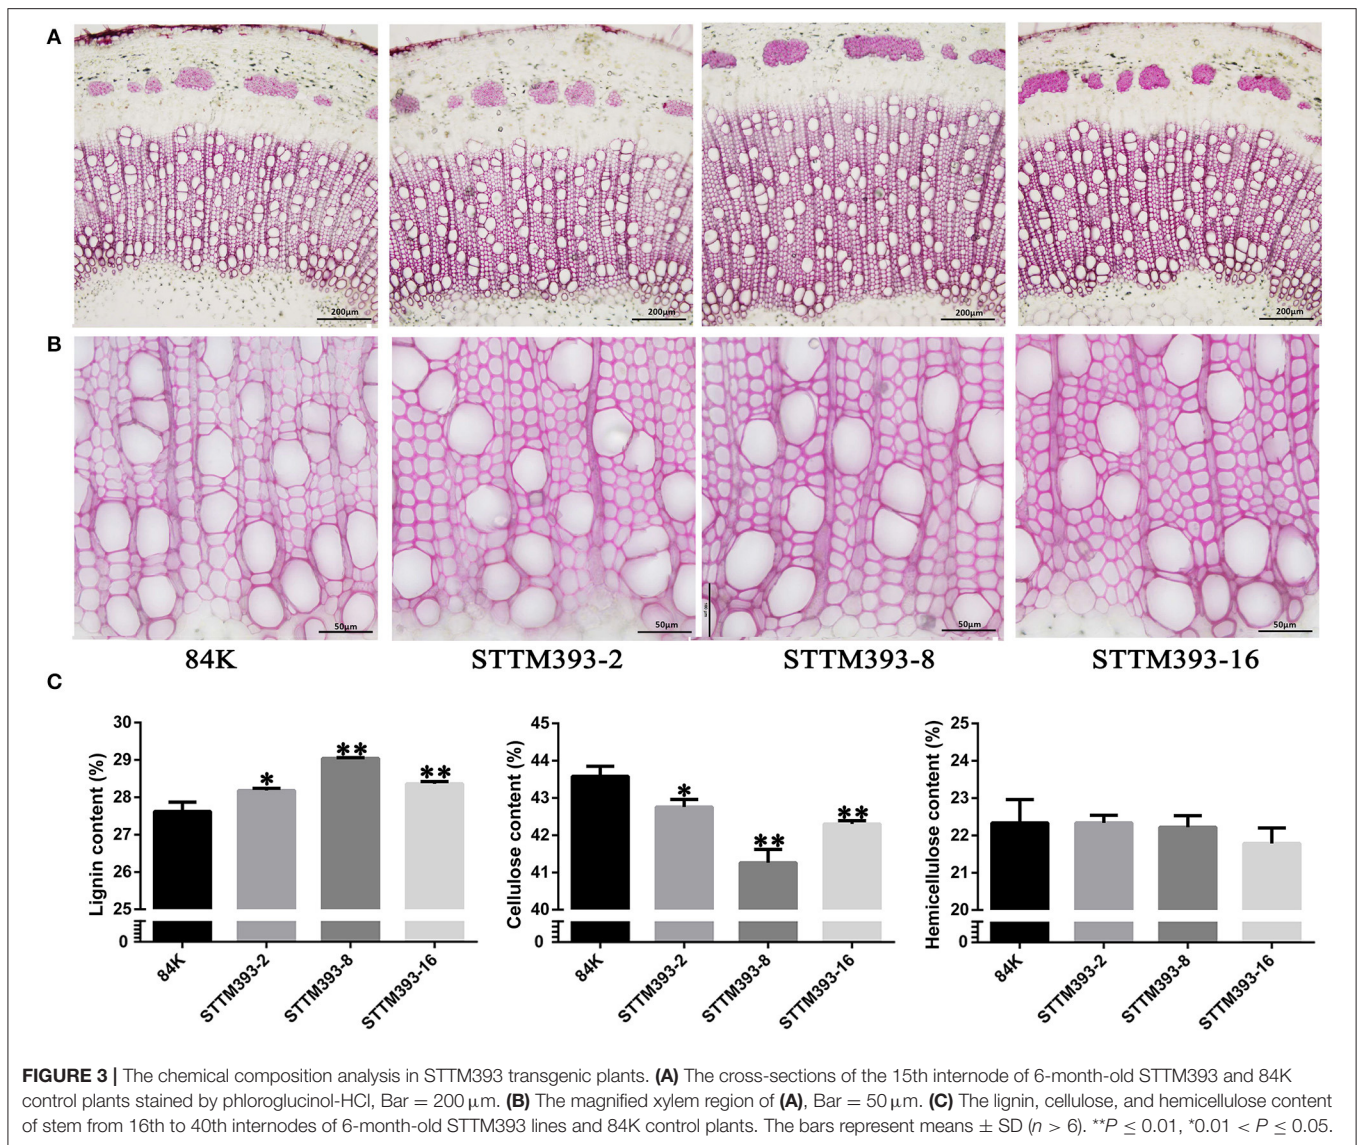 A
200μm 200μm 200μm 200μm
B
50μm 50μm 50μm 50μm
84K STTM393-2 STTM393-8 STTM393-16
C
Lignin content (%)
30
29
28
27
26
25
0
* ** **
84K STTM393-2 STTM393-8 STTM393-16
Cellulose content (%)
45
44
43
42
41
40
0
* ** **
84K STTM393-2 STTM393-8 STTM393-16
Hemicellulose content (%)
25
24
23
22
21
20
0
84K STTM393-2 STTM393-8 STTM393-16
FIGURE 3 | The chemical composition analysis in STTM393 transgenic plants. (A) The cross-sections of the 15th internode of 6-month-old STTM393 and 84K
control plants stained by phloroglucinol-HCl, Bar = 200 μm. (B) The magnified xylem region of (A), Bar = 50 μm. (C) The lignin, cellulose, and hemicellulose content
of stem from 16th to 40th internodes of 6-month-old STTM393 lines and 84K control plants. The bars represent means ± SD (n > 6). **P ≤ 0.01, *0.01 < P ≤ 0.05.